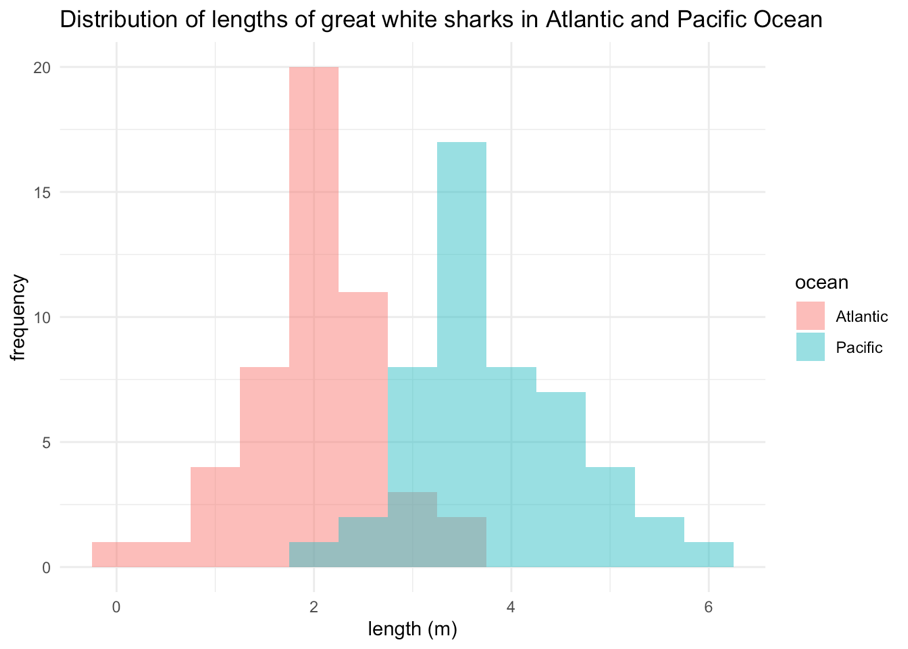 Distribution of lengths of great white sharks in Atlantic and Pacific Ocean
20
15
10
5
0
frequency
0 2 4 6
length (m)
ocean
Atlantic
Pacific